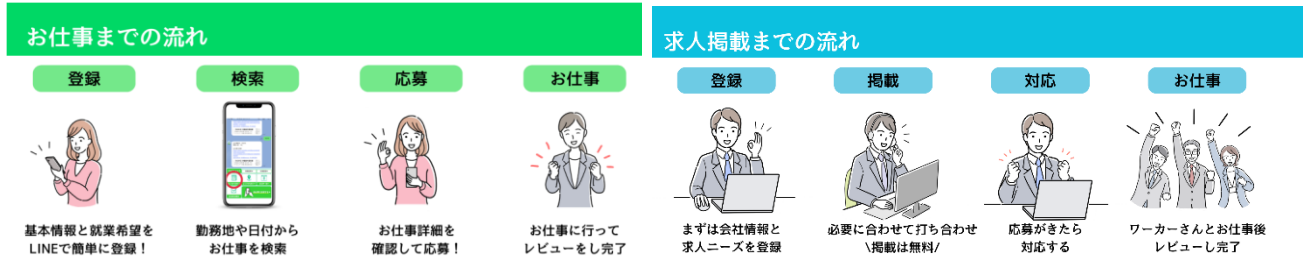 お仕事までの流れ
登録
検索
応募
お仕事
基本情報と就業希望を
LINEで簡単に登録！
勤務地や日付から
お仕事を検索
お仕事詳細を
確認して応募！
お仕事に行って
レビューをし完了
求人掲載までの流れ
登録
掲載
対応
お仕事
まずは会社情報と
求人ニーズを登録
必要に合わせて打ち合わせ
\掲載は無料/
応募がきたら
対応する
ワーカーさんとお仕事後
レビューし完了